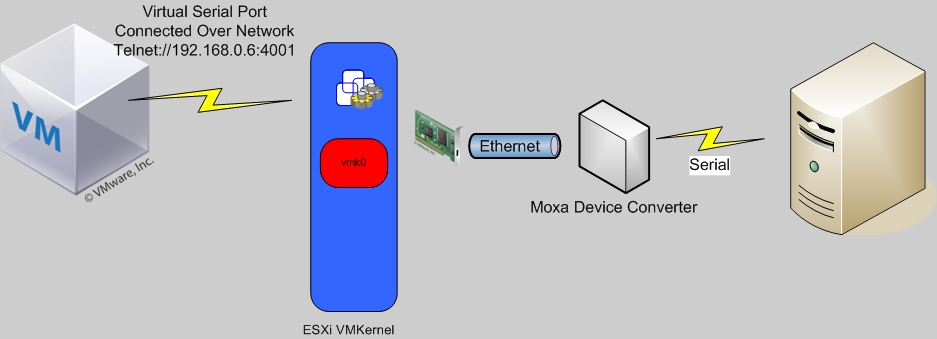 Virtual Serial Port
Connected Over Network
Telnet://192.168.0.6:4001
VM
© VMware, Inc.
vmk0
ESXi VMKernel
Ethernet
Moxa Device Converter
Serial